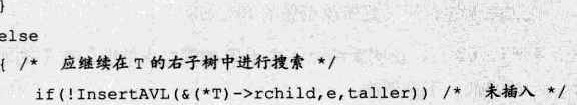 }
else
{ /* 应继续在 T 的右子树中进行搜索 */
if(!InsertAVL(&(*T)->rchild,e,taller)) /* 未插入 */